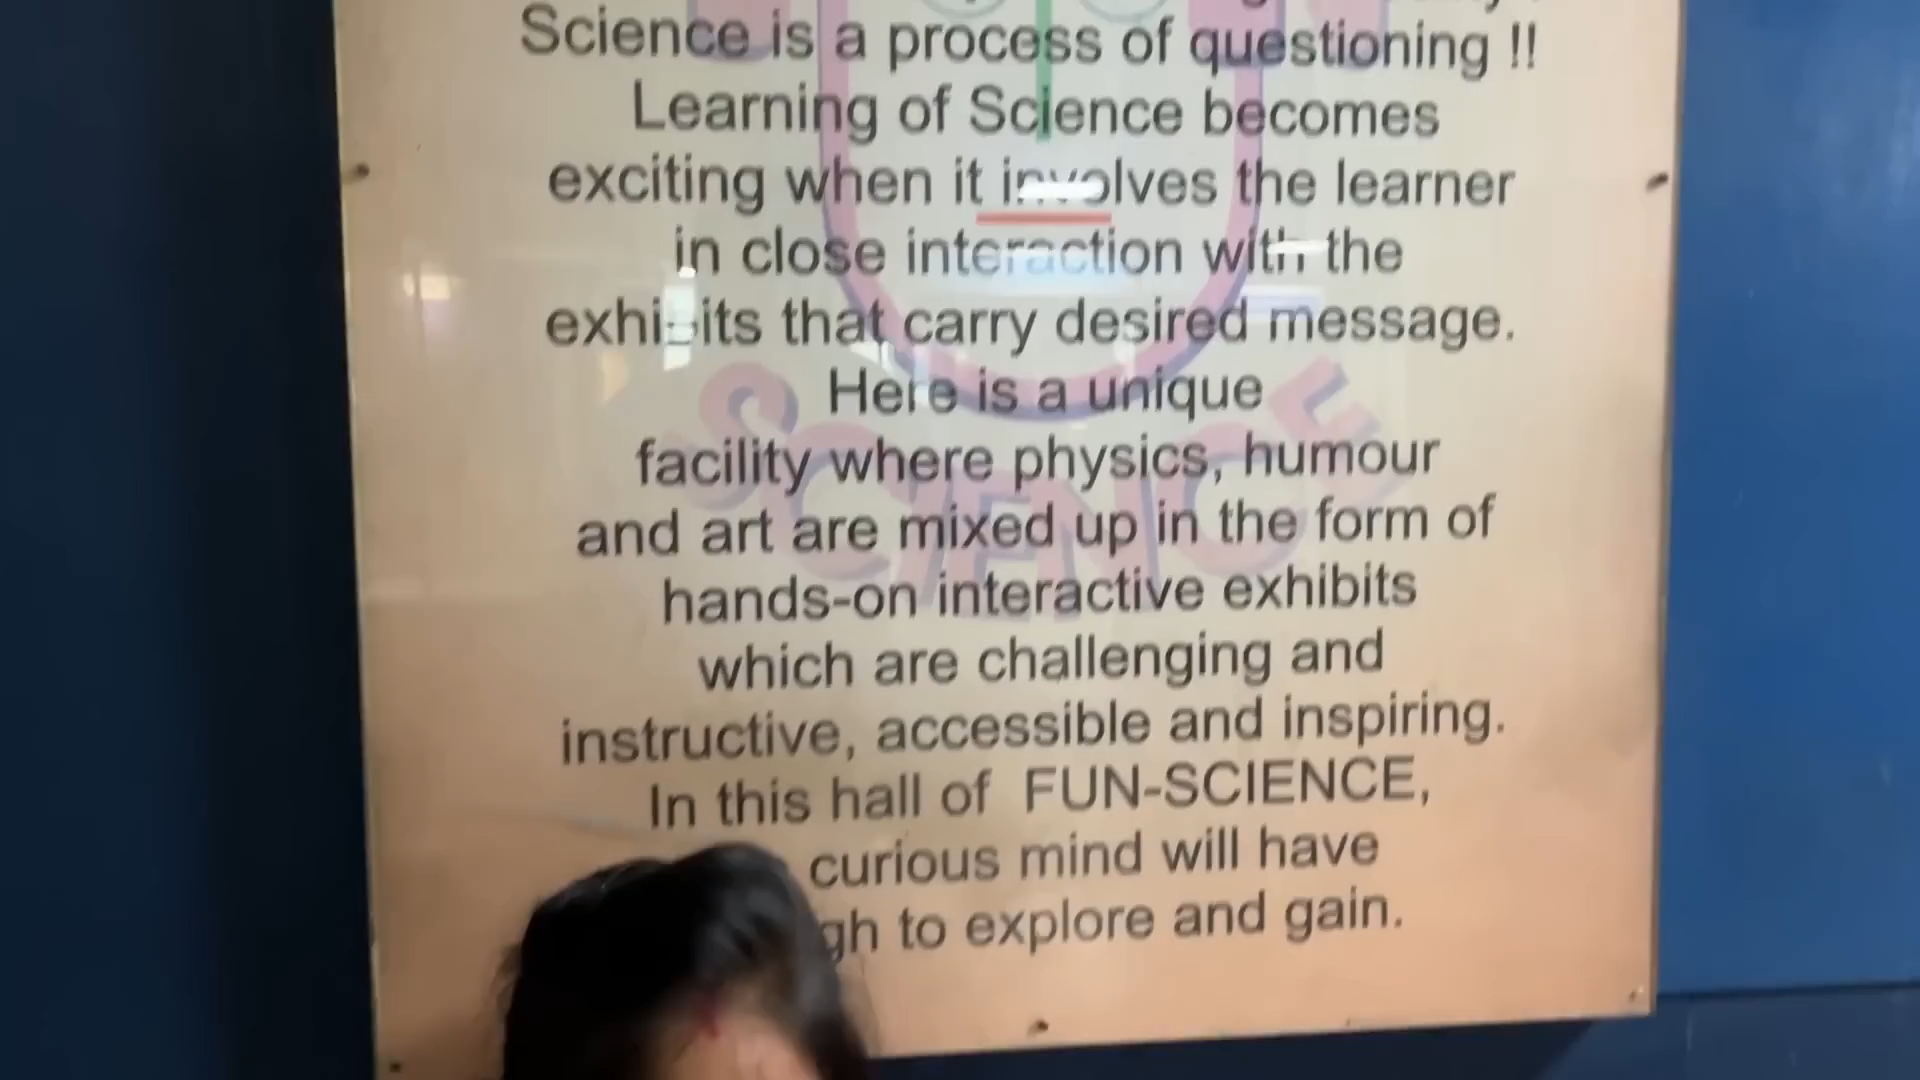 Science is a process of questioning !!
Learning of Science becomes
exciting when it involves the learner
in close interaction with the
exhibits that carry desired message.
Here is a unique
facility where physics, humour
and art are mixed up in the form of
hands-on interactive exhibits
which are challenging and
instructive, accessible and inspiring.
In this hall of FUN-SCIENCE,
curious mind will have
to explore and gain.
SCIENCE